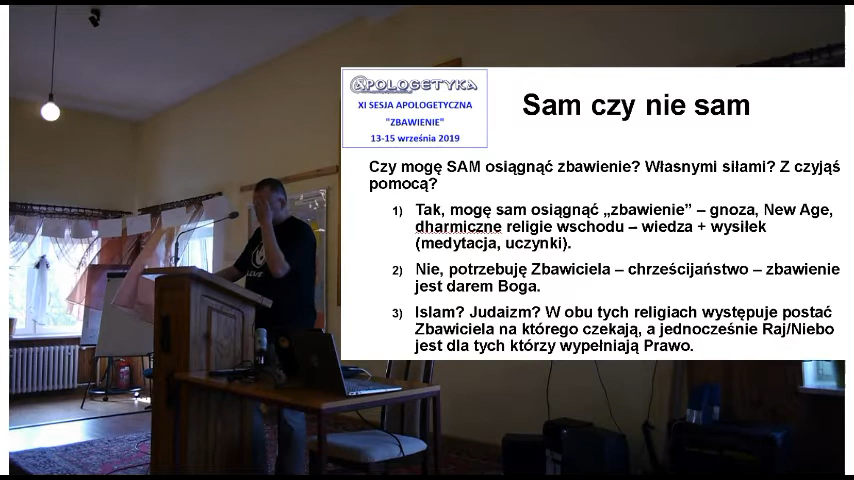 @POLOGETYKA
XI SESJA APOLOGETYCZNA
"ZBAWIENIE"
13-15 września 2019
Sam czy nie sam
Czy mogę SAM osiągnąć zbawienie? Własnymi siłami? Z czyjąś
pomocą?
1) Tak, mogę sam osiągnąć „zbawienie” – gnoza, New Age,
dharmiczne religie wschodu – wiedza + wysiłek
(medytacja, uczynki).
2) Nie, potrzebuję Zbawiciela – chrześcijaństwo – zbawienie
jest darem Boga.
3) Islam? Judaizm? W obu tych religiach występuje postać
Zbawiciela na którego czekają, a jednocześnie Raj/Niebo
jest dla tych którzy wypełniają Prawo.